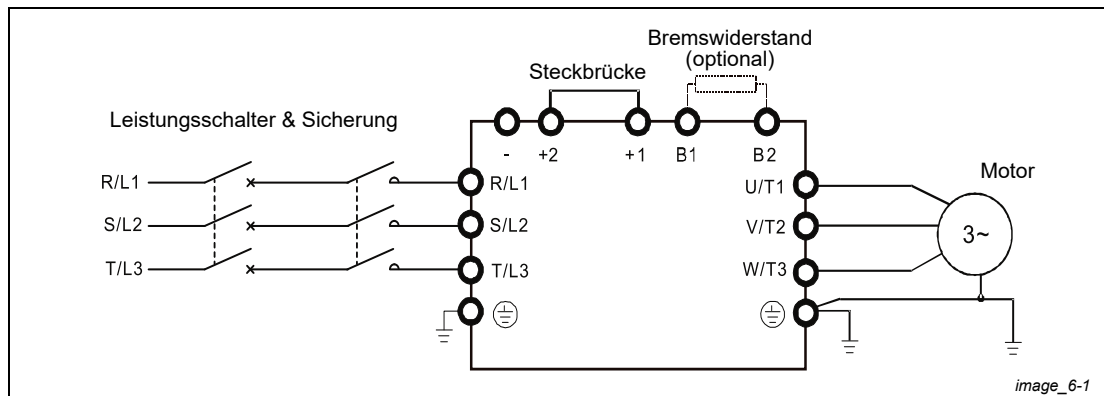 Bremswiderstand
(optional)
Steckbrücke
Leistungsschalter & Sicherung
- +2 +1 B1 B2
Motor
R/L1 R/L1 U/T1
S/L2 S/L2 V/T2 3~
T/L3 T/L3 W/T3
image_6-1